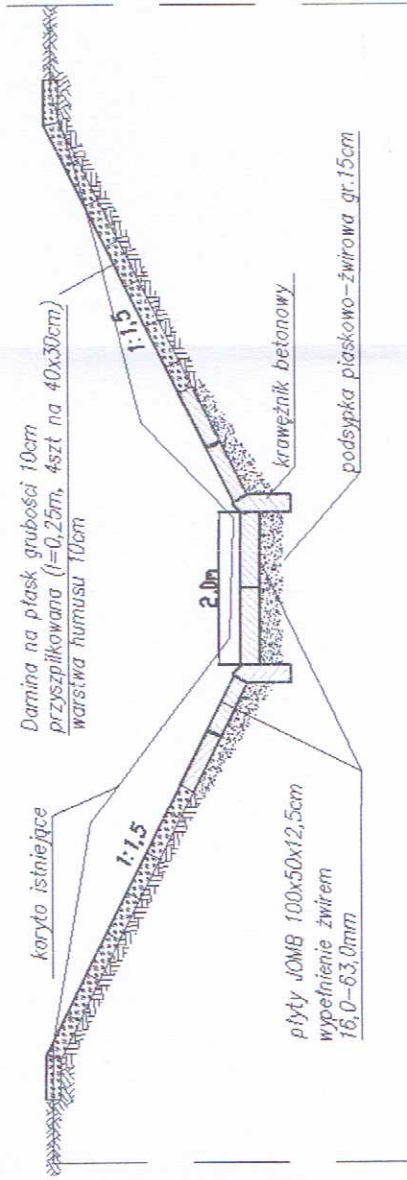 koryto istniejące
Darnina na płask grubości 10cm
przyszpilkowana (l=0,25m, 4szt na 40x30cm)
warstwa humusu 10cm
1:1,5
2,0m
1:1,5
płyty JOMB 100x50x12,5cm
wypełnienie żwirem
16,0-63,0mm
krawężnik betonowy
podsypka piaskowo-żwirowa gr.15cm